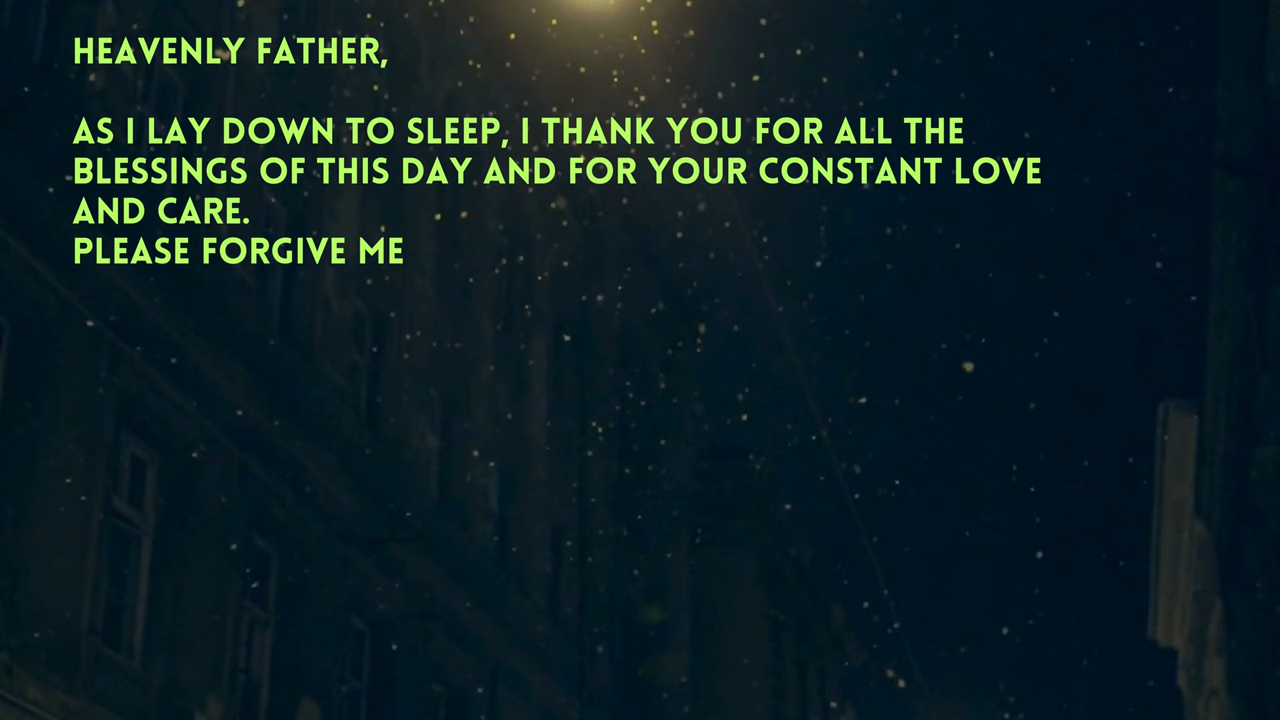 HEAVENLY FATHER,
AS I LAY DOWN TO SLEEP, I THANK YOU FOR ALL THE
BLESSINGS OF THIS DAY AND FOR YOUR CONSTANT LOVE
AND CARE.
PLEASE FORGIVE ME